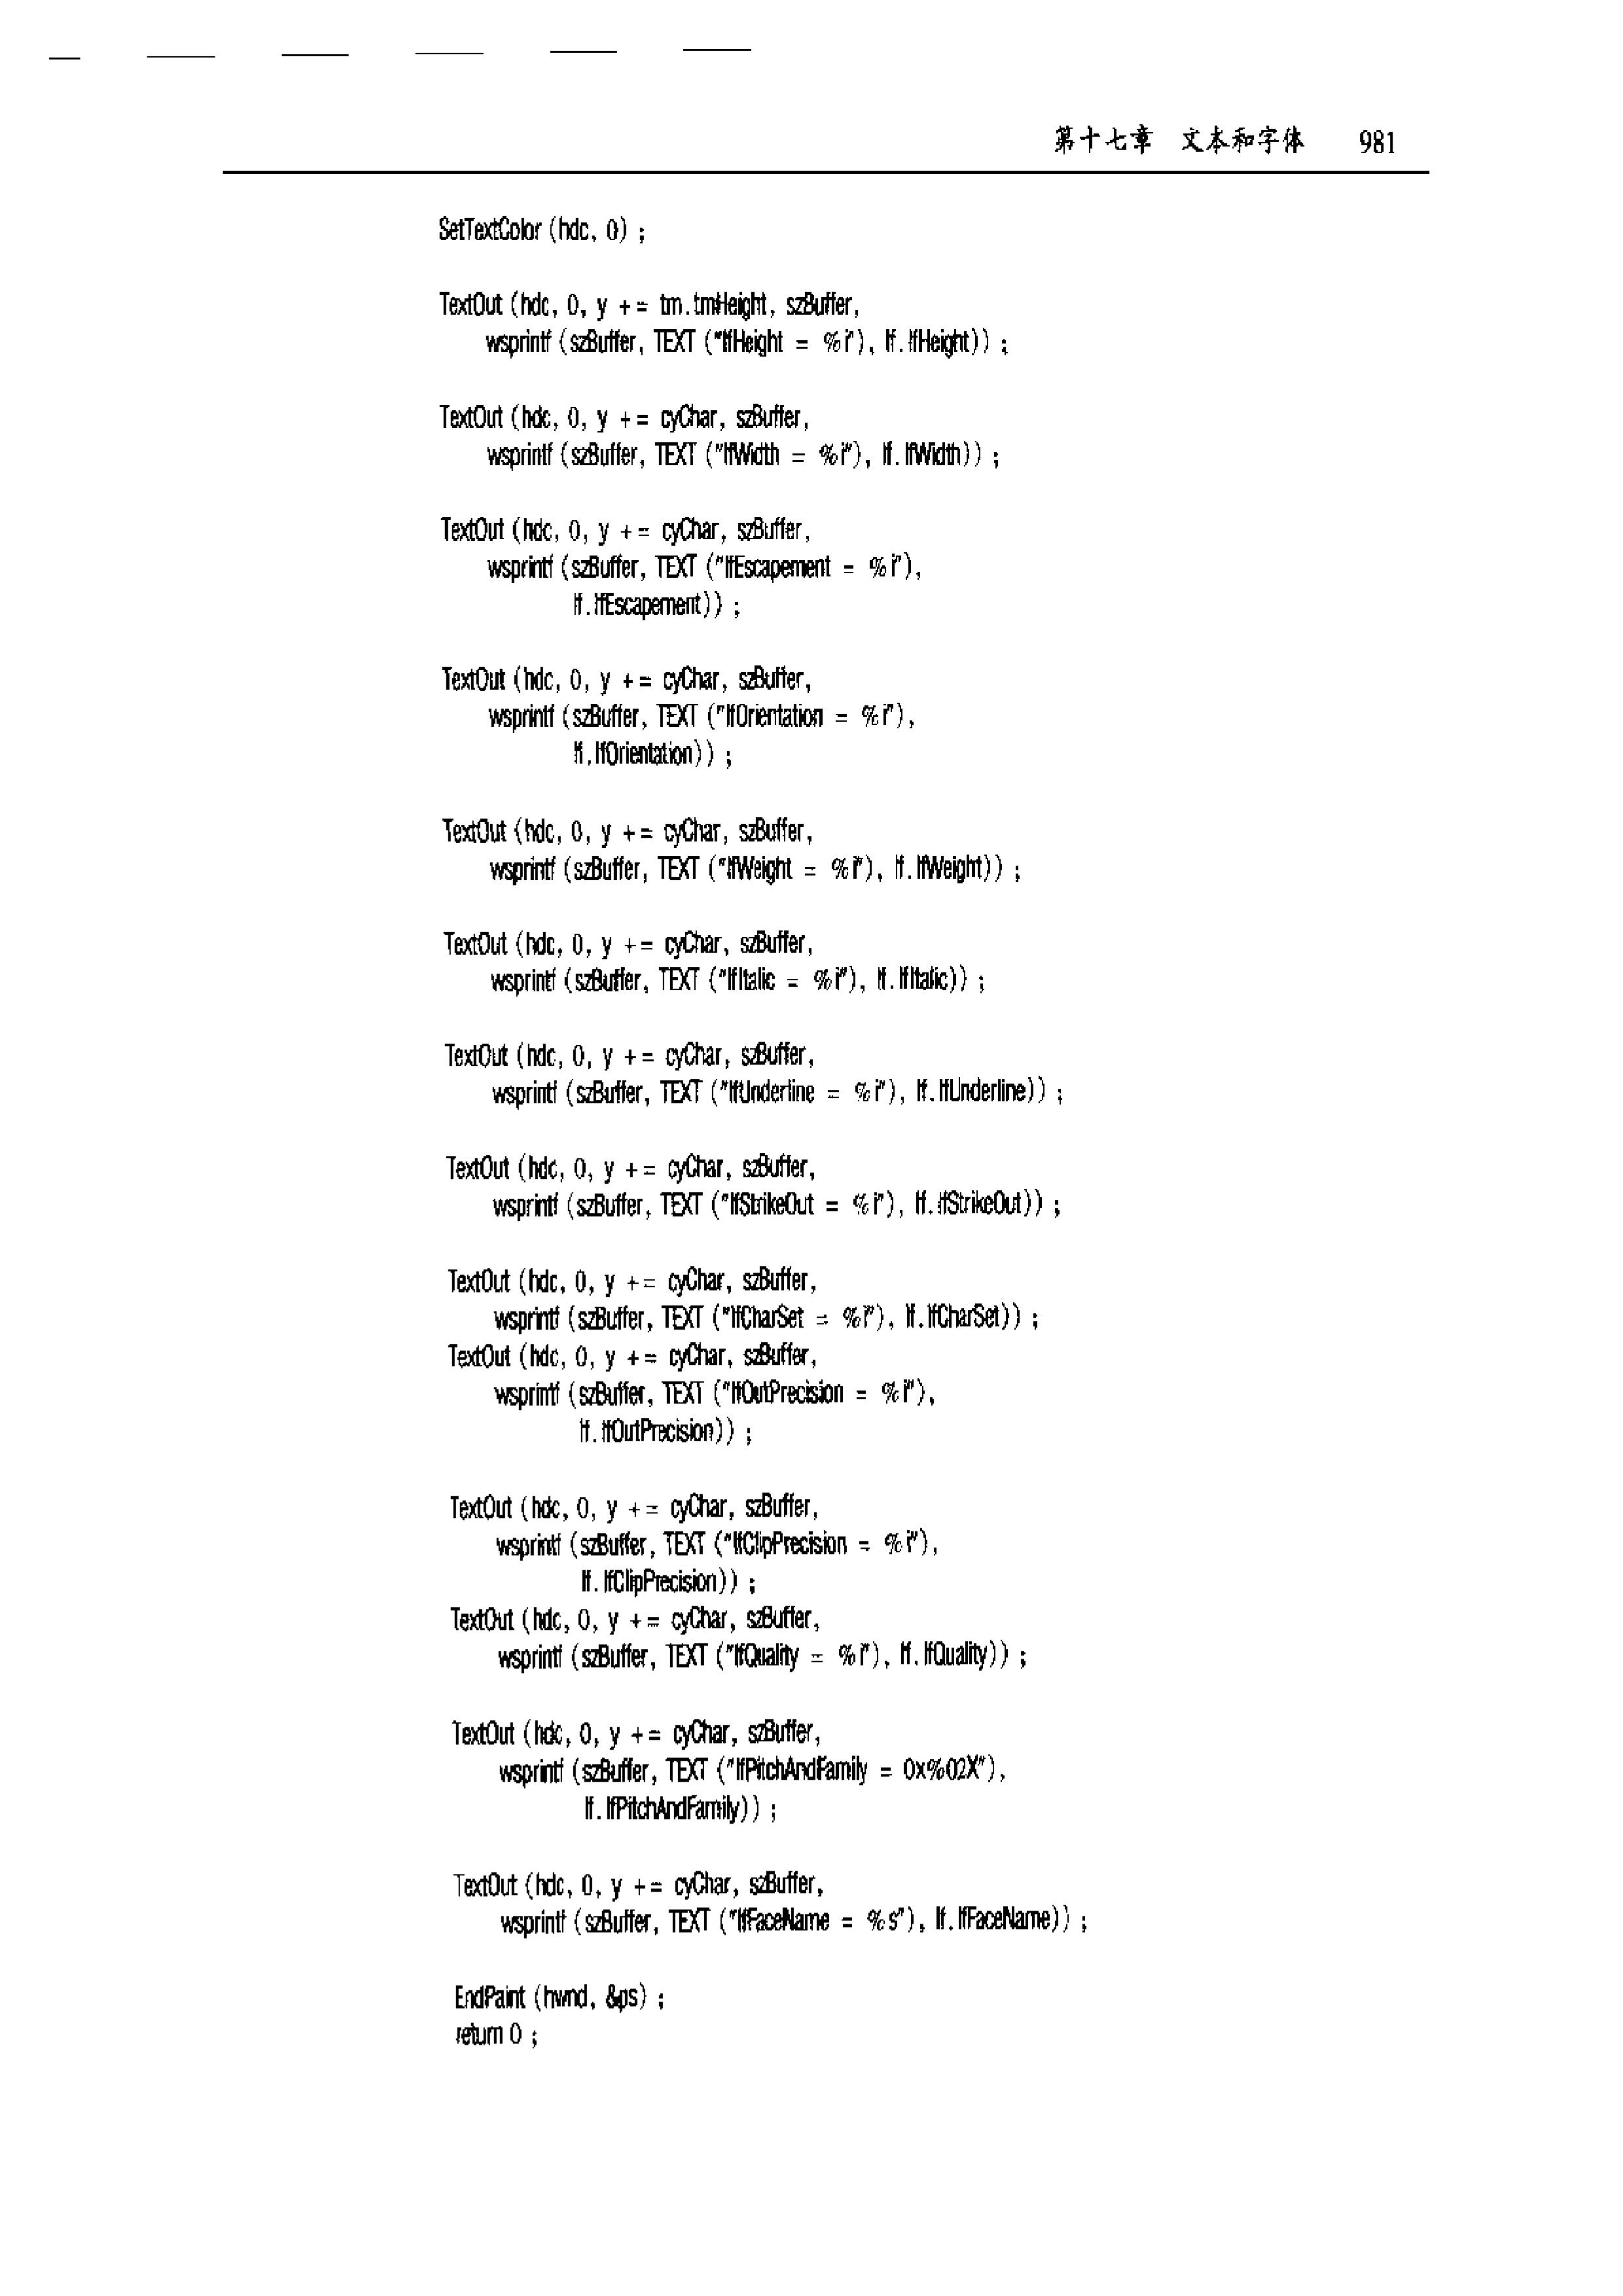 第十七章 文本和字体 981
SetTextColor (hdc, 0) ;
TextOut (hdc, 0, y += tm.tmHeight, szBuffer,
wsprintf (szBuffer, TEXT ("lfHeight = %i"), lf.lfHeight)) ;
TextOut (hdc, 0, y += cyChar, szBuffer,
wsprintf (szBuffer, TEXT ("lfWidth = %i"), lf.lfWidth)) ;
TextOut (hdc, 0, y += cyChar, szBuffer,
wsprintf (szBuffer, TEXT ("lfEscapement = %i"),
lf.lfEscapement)) ;
TextOut (hdc, 0, y += cyChar, szBuffer,
wsprintf (szBuffer, TEXT ("lfOrientation = %i"),
lf.lfOrientation)) ;
TextOut (hdc, 0, y += cyChar, szBuffer,
wsprintf (szBuffer, TEXT ("lfWeight = %i"), lf.lfWeight)) ;
TextOut (hdc, 0, y += cyChar, szBuffer,
wsprintf (szBuffer, TEXT ("lfItalic = %i"), lf.lfItalic)) ;
TextOut (hdc, 0, y += cyChar, szBuffer,
wsprintf (szBuffer, TEXT ("lfUnderline = %i"), lf.lfUnderline)) ;
TextOut (hdc, 0, y += cyChar, szBuffer,
wsprintf (szBuffer, TEXT ("lfStrikeOut = %i"), lf.lfStrikeOut)) ;
TextOut (hdc, 0, y += cyChar, szBuffer,
wsprintf (szBuffer, TEXT ("lfCharSet = %i"), lf.lfCharSet)) ;
TextOut (hdc, 0, y += cyChar, szBuffer,
wsprintf (szBuffer, TEXT ("lfOutPrecision = %i"),
lf.lfOutPrecision)) ;
TextOut (hdc, 0, y += cyChar, szBuffer,
wsprintf (szBuffer, TEXT ("lfClipPrecision = %i"),
lf.lfClipPrecision)) ;
TextOut (hdc, 0, y += cyChar, szBuffer,
wsprintf (szBuffer, TEXT ("lfQuality = %i"), lf.lfQuality)) ;
TextOut (hdc, 0, y += cyChar, szBuffer,
wsprintf (szBuffer, TEXT ("lfPitchAndFamily = 0x%02X"),
lf.lfPitchAndFamily)) ;
TextOut (hdc, 0, y += cyChar, szBuffer,
wsprintf (szBuffer, TEXT ("lfFaceName = %s"), lf.lfFaceName)) ;
EndPaint (hwnd, &ps) ;
return 0 ;